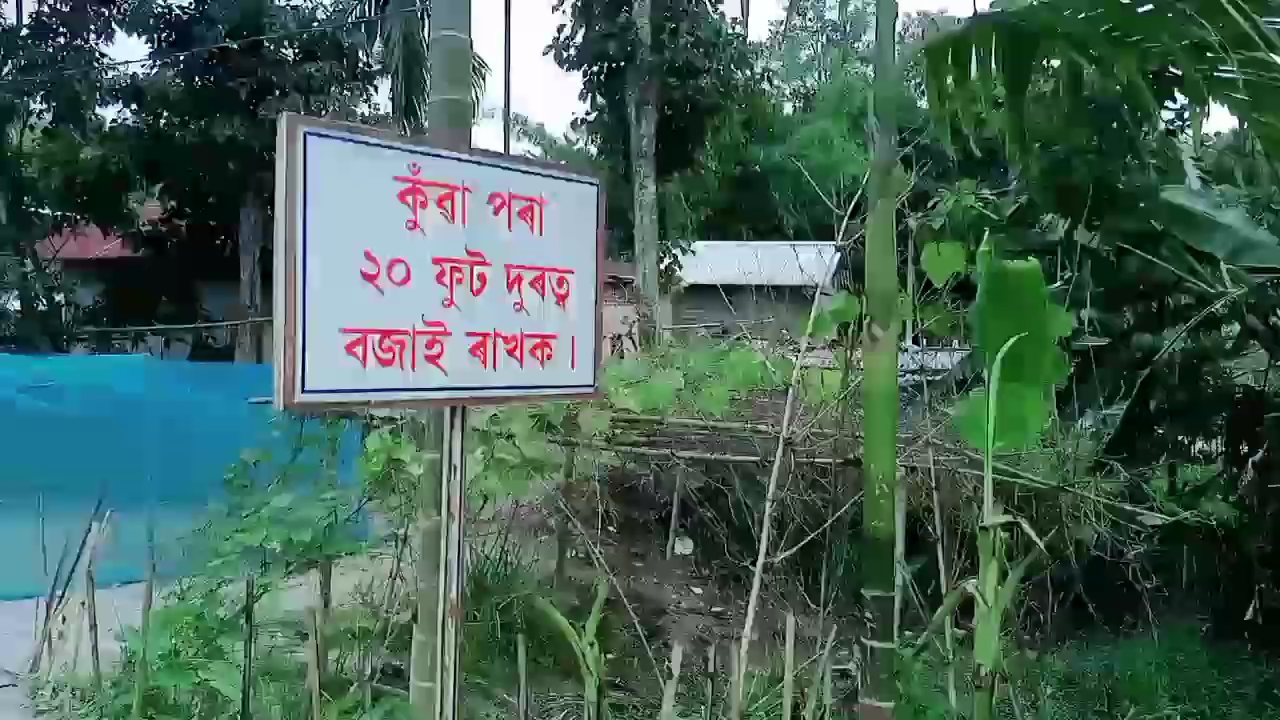 কুঁৱা পৰা
২০ ফুট দুৰত্ব
বজাই ৰাখক।